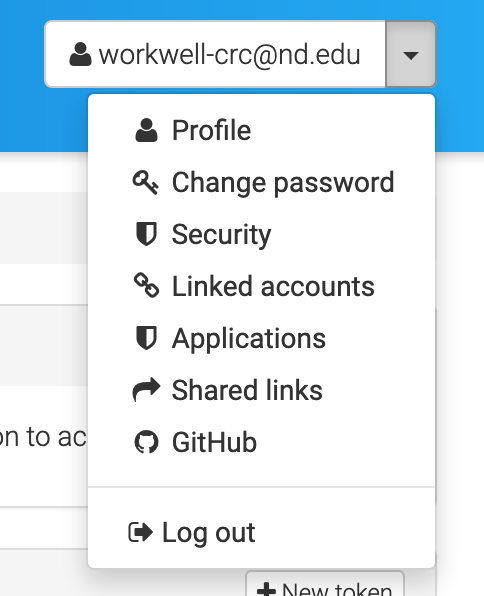 workwell-crc@nd.edu
Profile
Change password
Security
Linked accounts
Applications
Shared links
on to ac
GitHub
Log out
New token